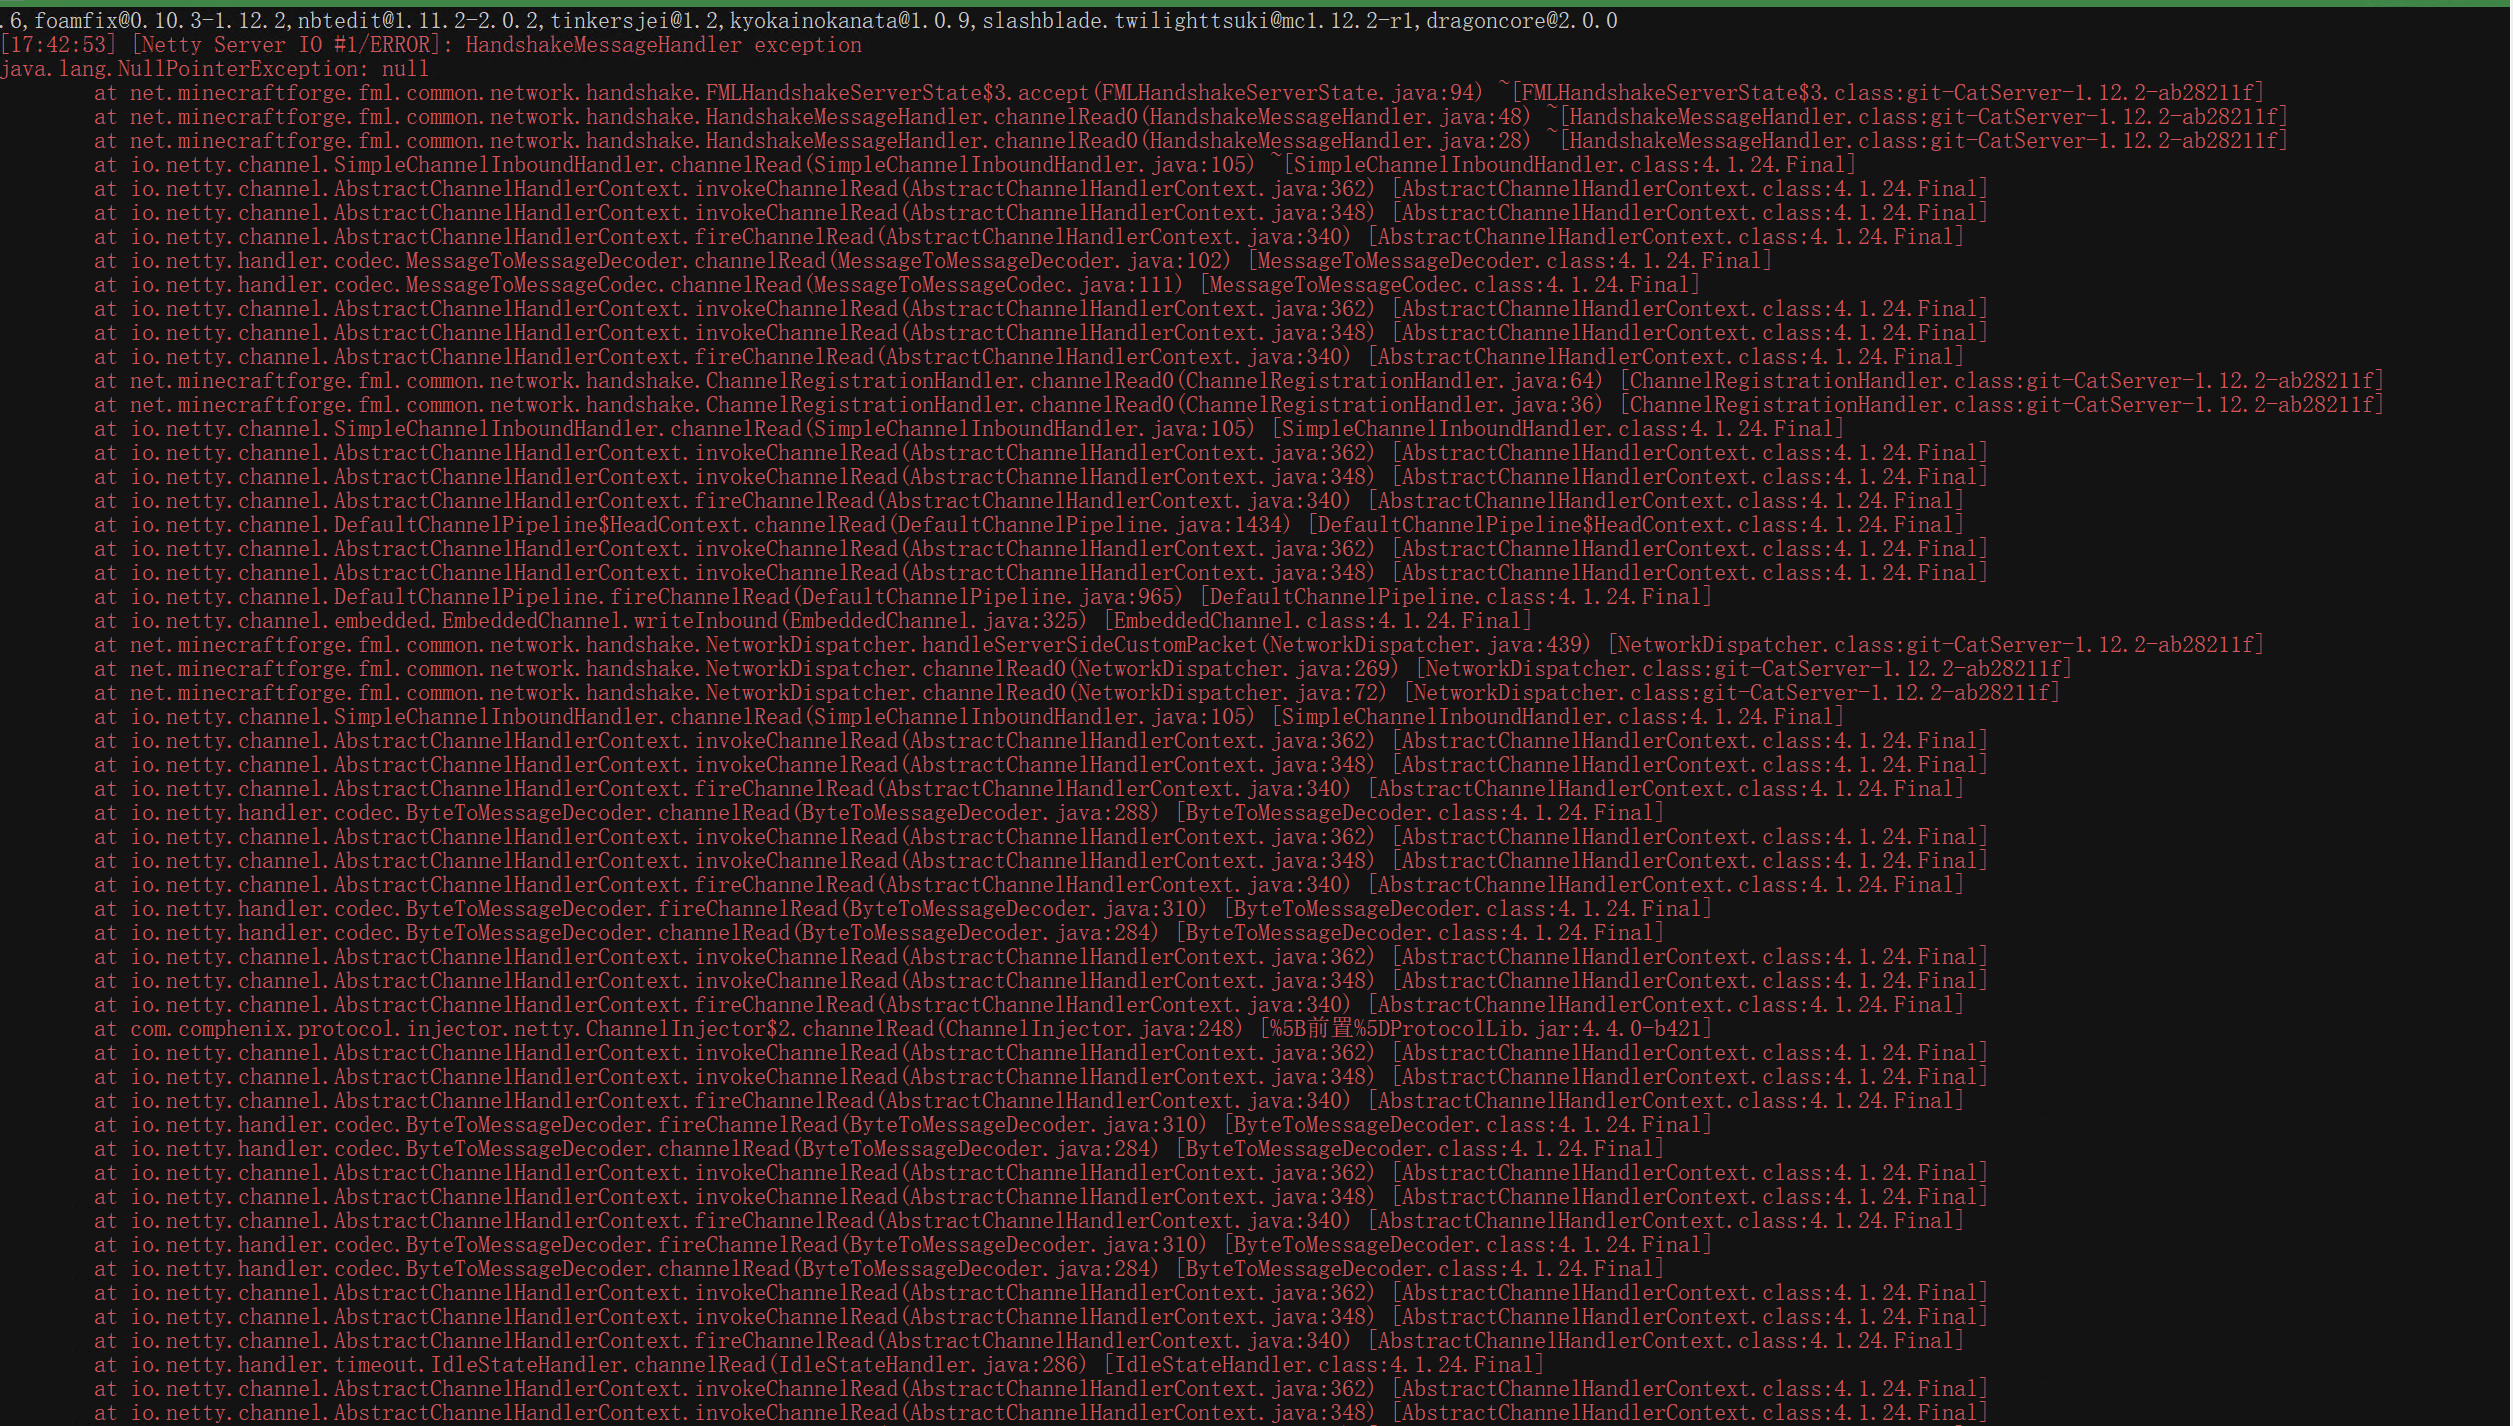 .6,foamfix@0.10.3-1.12.2,nbtedit@1.11.2-2.0.2,tinkersjei@1.2,kyokainokanata@1.0.9,slashblade.twilighttsuki@mc1.12.2-r1,dragoncore@2.0.0
[17:42:53] [Netty Server IO #1/ERROR]: HandshakeMessageHandler exception
java.lang.NullPointerException: null
at net.minecraftforge.fml.common.network.handshake.FMLHandshakeServerState$3.accept(FMLHandshakeServerState.java:94) ~[FMLHandshakeServerState$3.class:git-CatServer-1.12.2-ab28211f]
at net.minecraftforge.fml.common.network.handshake.HandshakeMessageHandler.channelRead0(HandshakeMessageHandler.java:48) ~[HandshakeMessageHandler.class:git-CatServer-1.12.2-ab28211f]
at net.minecraftforge.fml.common.network.handshake.HandshakeMessageHandler.channelRead0(HandshakeMessageHandler.java:28) ~[HandshakeMessageHandler.class:git-CatServer-1.12.2-ab28211f]
at io.netty.channel.SimpleChannelInboundHandler.channelRead(SimpleChannelInboundHandler.java:105) ~[SimpleChannelInboundHandler.class:4.1.24.Final]
at io.netty.channel.AbstractChannelHandlerContext.invokeChannelRead(AbstractChannelHandlerContext.java:362) [AbstractChannelHandlerContext.class:4.1.24.Final]
at io.netty.channel.AbstractChannelHandlerContext.invokeChannelRead(AbstractChannelHandlerContext.java:348) [AbstractChannelHandlerContext.class:4.1.24.Final]
at io.netty.channel.AbstractChannelHandlerContext.fireChannelRead(AbstractChannelHandlerContext.java:340) [AbstractChannelHandlerContext.class:4.1.24.Final]
at io.netty.handler.codec.MessageToMessageDecoder.channelRead(MessageToMessageDecoder.java:102) [MessageToMessageDecoder.class:4.1.24.Final]
at io.netty.handler.codec.MessageToMessageCodec.channelRead(MessageToMessageCodec.java:111) [MessageToMessageCodec.class:4.1.24.Final]
at io.netty.channel.AbstractChannelHandlerContext.invokeChannelRead(AbstractChannelHandlerContext.java:362) [AbstractChannelHandlerContext.class:4.1.24.Final]
at io.netty.channel.AbstractChannelHandlerContext.invokeChannelRead(AbstractChannelHandlerContext.java:348) [AbstractChannelHandlerContext.class:4.1.24.Final]
at io.netty.channel.AbstractChannelHandlerContext.fireChannelRead(AbstractChannelHandlerContext.java:340) [AbstractChannelHandlerContext.class:4.1.24.Final]
at net.minecraftforge.fml.common.network.handshake.ChannelRegistrationHandler.channelRead0(ChannelRegistrationHandler.java:64) [ChannelRegistrationHandler.class:git-CatServer-1.12.2-ab28211f]
at net.minecraftforge.fml.common.network.handshake.ChannelRegistrationHandler.channelRead0(ChannelRegistrationHandler.java:36) [ChannelRegistrationHandler.class:git-CatServer-1.12.2-ab28211f]
at io.netty.channel.SimpleChannelInboundHandler.channelRead(SimpleChannelInboundHandler.java:105) [SimpleChannelInboundHandler.class:4.1.24.Final]
at io.netty.channel.AbstractChannelHandlerContext.invokeChannelRead(AbstractChannelHandlerContext.java:362) [AbstractChannelHandlerContext.class:4.1.24.Final]
at io.netty.channel.AbstractChannelHandlerContext.invokeChannelRead(AbstractChannelHandlerContext.java:348) [AbstractChannelHandlerContext.class:4.1.24.Final]
at io.netty.channel.AbstractChannelHandlerContext.fireChannelRead(AbstractChannelHandlerContext.java:340) [AbstractChannelHandlerContext.class:4.1.24.Final]
at io.netty.channel.DefaultChannelPipeline$HeadContext.channelRead(DefaultChannelPipeline.java:1434) [DefaultChannelPipeline$HeadContext.class:4.1.24.Final]
at io.netty.channel.AbstractChannelHandlerContext.invokeChannelRead(AbstractChannelHandlerContext.java:362) [AbstractChannelHandlerContext.class:4.1.24.Final]
at io.netty.channel.AbstractChannelHandlerContext.invokeChannelRead(AbstractChannelHandlerContext.java:348) [AbstractChannelHandlerContext.class:4.1.24.Final]
at io.netty.channel.DefaultChannelPipeline.fireChannelRead(DefaultChannelPipeline.java:965) [DefaultChannelPipeline.class:4.1.24.Final]
at io.netty.channel.embedded.EmbeddedChannel.writeInbound(EmbeddedChannel.java:325) [EmbeddedChannel.class:4.1.24.Final]
at net.minecraftforge.fml.common.network.handshake.NetworkDispatcher.handleServerSideCustomPacket(NetworkDispatcher.java:439) [NetworkDispatcher.class:git-CatServer-1.12.2-ab28211f]
at net.minecraftforge.fml.common.network.handshake.NetworkDispatcher.channelRead0(NetworkDispatcher.java:269) [NetworkDispatcher.class:git-CatServer-1.12.2-ab28211f]
at net.minecraftforge.fml.common.network.handshake.NetworkDispatcher.channelRead0(NetworkDispatcher.java:72) [NetworkDispatcher.class:git-CatServer-1.12.2-ab28211f]
at io.netty.channel.SimpleChannelInboundHandler.channelRead(SimpleChannelInboundHandler.java:105) [SimpleChannelInboundHandler.class:4.1.24.Final]
at io.netty.channel.AbstractChannelHandlerContext.invokeChannelRead(AbstractChannelHandlerContext.java:362) [AbstractChannelHandlerContext.class:4.1.24.Final]
at io.netty.channel.AbstractChannelHandlerContext.invokeChannelRead(AbstractChannelHandlerContext.java:348) [AbstractChannelHandlerContext.class:4.1.24.Final]
at io.netty.channel.AbstractChannelHandlerContext.fireChannelRead(AbstractChannelHandlerContext.java:340) [AbstractChannelHandlerContext.class:4.1.24.Final]
at io.netty.handler.codec.ByteToMessageDecoder.channelRead(ByteToMessageDecoder.java:288) [ByteToMessageDecoder.class:4.1.24.Final]
at io.netty.channel.AbstractChannelHandlerContext.invokeChannelRead(AbstractChannelHandlerContext.java:362) [AbstractChannelHandlerContext.class:4.1.24.Final]
at io.netty.channel.AbstractChannelHandlerContext.invokeChannelRead(AbstractChannelHandlerContext.java:348) [AbstractChannelHandlerContext.class:4.1.24.Final]
at io.netty.channel.AbstractChannelHandlerContext.fireChannelRead(AbstractChannelHandlerContext.java:340) [AbstractChannelHandlerContext.class:4.1.24.Final]
at io.netty.handler.codec.ByteToMessageDecoder.fireChannelRead(ByteToMessageDecoder.java:310) [ByteToMessageDecoder.class:4.1.24.Final]
at io.netty.handler.codec.ByteToMessageDecoder.channelRead(ByteToMessageDecoder.java:284) [ByteToMessageDecoder.class:4.1.24.Final]
at io.netty.channel.AbstractChannelHandlerContext.invokeChannelRead(AbstractChannelHandlerContext.java:362) [AbstractChannelHandlerContext.class:4.1.24.Final]
at io.netty.channel.AbstractChannelHandlerContext.invokeChannelRead(AbstractChannelHandlerContext.java:348) [AbstractChannelHandlerContext.class:4.1.24.Final]
at io.netty.channel.AbstractChannelHandlerContext.fireChannelRead(AbstractChannelHandlerContext.java:340) [AbstractChannelHandlerContext.class:4.1.24.Final]
at com.comphenix.protocol.injector.netty.ChannelInjector$2.channelRead(ChannelInjector.java:248) [%5B前置%5DProtocolLib.jar:4.4.0-b421]
at io.netty.channel.AbstractChannelHandlerContext.invokeChannelRead(AbstractChannelHandlerContext.java:362) [AbstractChannelHandlerContext.class:4.1.24.Final]
at io.netty.channel.AbstractChannelHandlerContext.invokeChannelRead(AbstractChannelHandlerContext.java:348) [AbstractChannelHandlerContext.class:4.1.24.Final]
at io.netty.channel.AbstractChannelHandlerContext.fireChannelRead(AbstractChannelHandlerContext.java:340) [AbstractChannelHandlerContext.class:4.1.24.Final]
at io.netty.handler.codec.ByteToMessageDecoder.fireChannelRead(ByteToMessageDecoder.java:310) [ByteToMessageDecoder.class:4.1.24.Final]
at io.netty.handler.codec.ByteToMessageDecoder.channelRead(ByteToMessageDecoder.java:284) [ByteToMessageDecoder.class:4.1.24.Final]
at io.netty.channel.AbstractChannelHandlerContext.invokeChannelRead(AbstractChannelHandlerContext.java:362) [AbstractChannelHandlerContext.class:4.1.24.Final]
at io.netty.channel.AbstractChannelHandlerContext.invokeChannelRead(AbstractChannelHandlerContext.java:348) [AbstractChannelHandlerContext.class:4.1.24.Final]
at io.netty.channel.AbstractChannelHandlerContext.fireChannelRead(AbstractChannelHandlerContext.java:340) [AbstractChannelHandlerContext.class:4.1.24.Final]
at io.netty.handler.codec.ByteToMessageDecoder.fireChannelRead(ByteToMessageDecoder.java:310) [ByteToMessageDecoder.class:4.1.24.Final]
at io.netty.handler.codec.ByteToMessageDecoder.channelRead(ByteToMessageDecoder.java:284) [ByteToMessageDecoder.class:4.1.24.Final]
at io.netty.channel.AbstractChannelHandlerContext.invokeChannelRead(AbstractChannelHandlerContext.java:362) [AbstractChannelHandlerContext.class:4.1.24.Final]
at io.netty.channel.AbstractChannelHandlerContext.invokeChannelRead(AbstractChannelHandlerContext.java:348) [AbstractChannelHandlerContext.class:4.1.24.Final]
at io.netty.channel.AbstractChannelHandlerContext.fireChannelRead(AbstractChannelHandlerContext.java:340) [AbstractChannelHandlerContext.class:4.1.24.Final]
at io.netty.handler.timeout.IdleStateHandler.channelRead(IdleStateHandler.java:286) [IdleStateHandler.class:4.1.24.Final]
at io.netty.channel.AbstractChannelHandlerContext.invokeChannelRead(AbstractChannelHandlerContext.java:362) [AbstractChannelHandlerContext.class:4.1.24.Final]
at io.netty.channel.AbstractChannelHandlerContext.invokeChannelRead(AbstractChannelHandlerContext.java:348) [AbstractChannelHandlerContext.class:4.1.24.Final]